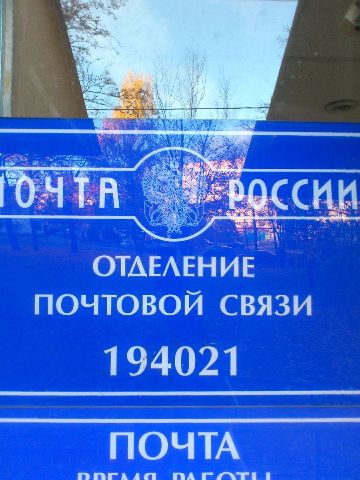 ПОЧТА РОССИИ
ОТДЕЛЕНИЕ
ПОЧТОВОЙ СВЯЗИ
194021
ПОЧТА
ВРЕМЯ РАБОТЫ